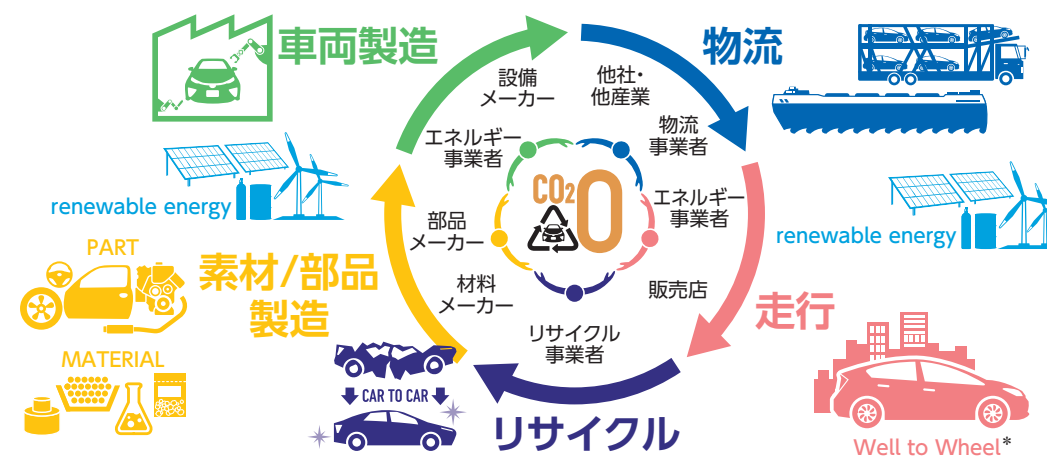 車両製造
物流
設備
メーカー
他社・
他産業
エネルギー
事業者
物流
事業者
renewable energy
CO2
0
エネルギー
事業者
部品
メーカー
renewable energy
PART
素材/部品
製造
材料
メーカー
販売店
走行
リサイクル
事業者
MATERIAL
CAR TO CAR
リサイクル
Well to Wheel*